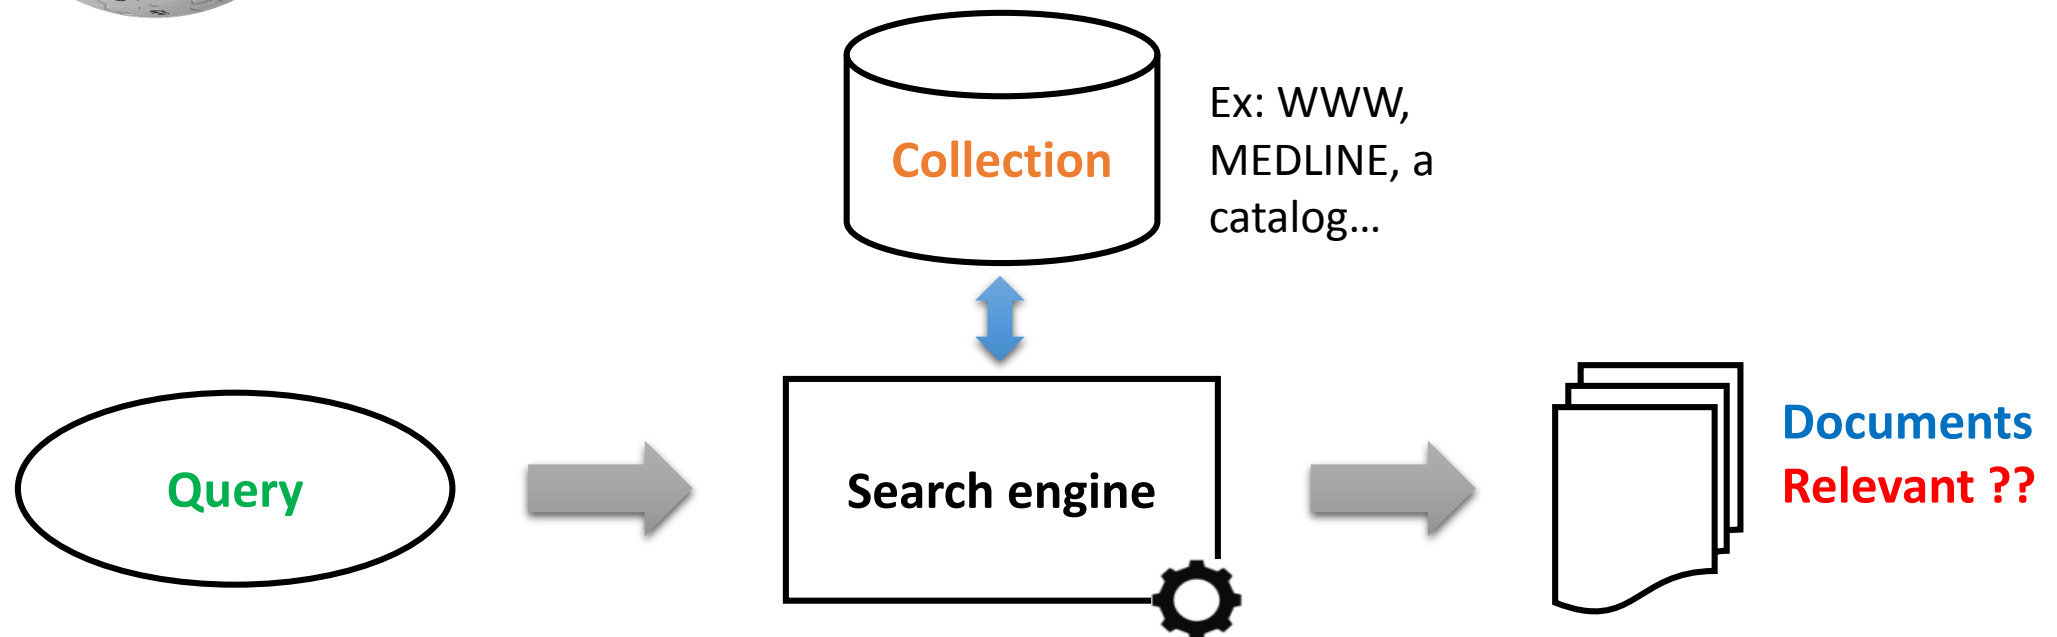 Collection
Ex: WWW,
MEDLINE, a
catalog…
Query
Search engine
Documents
Relevant ??